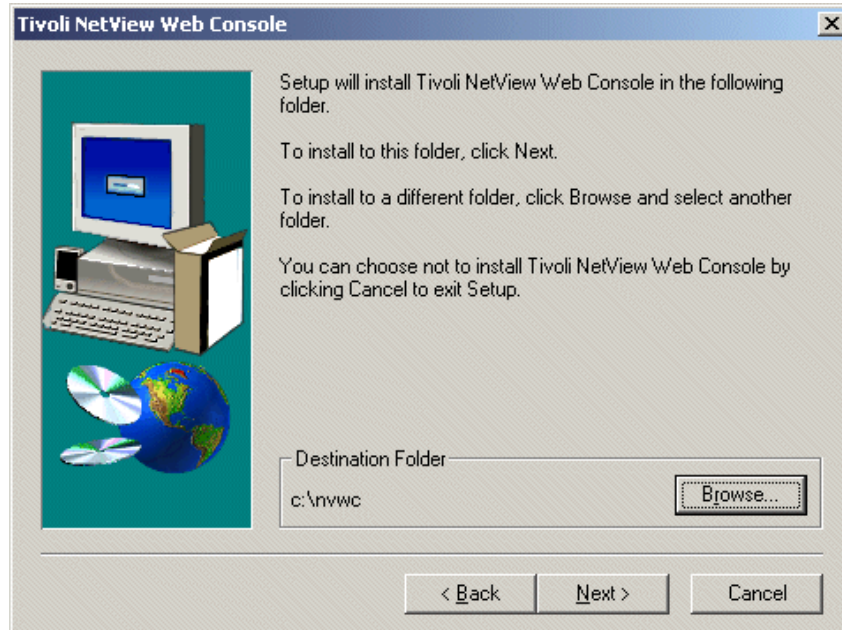 Tivoli NetView Web Console
Setup will install Tivoli NetView Web Console in the following
folder.
To install to this folder, click Next.
To install to a different folder, click Browse and select another
folder.
You can choose not to install Tivoli NetView Web Console by
clicking Cancel to exit Setup.
Destination Folder
c:\nvwc
Browse...
< Back
Next >
Cancel